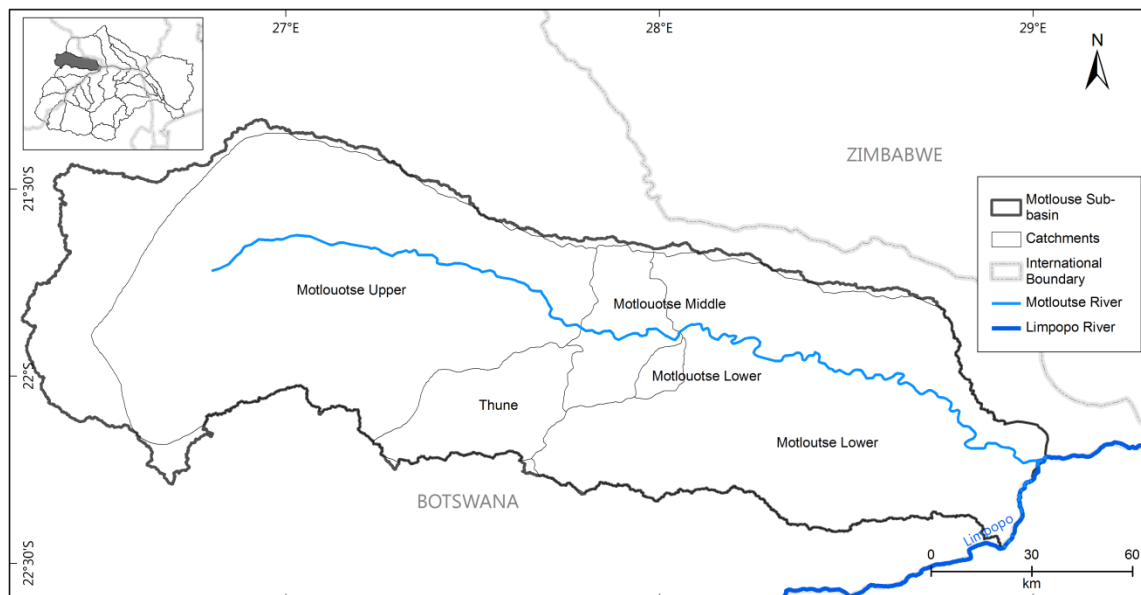 27°E
28°E
29°E
N
ZIMBABWE
21°30'S
Motlouse Sub-
basin
Catchments
International
Boundary
Motloutse River
Limpopo River
Motlouotse Upper
Motlouotse Middle
22°S
Motlouotse Lower
Thune
Motloutse Lower
BOTSWANA
Limpopo
22°30'S
0
30
60
km